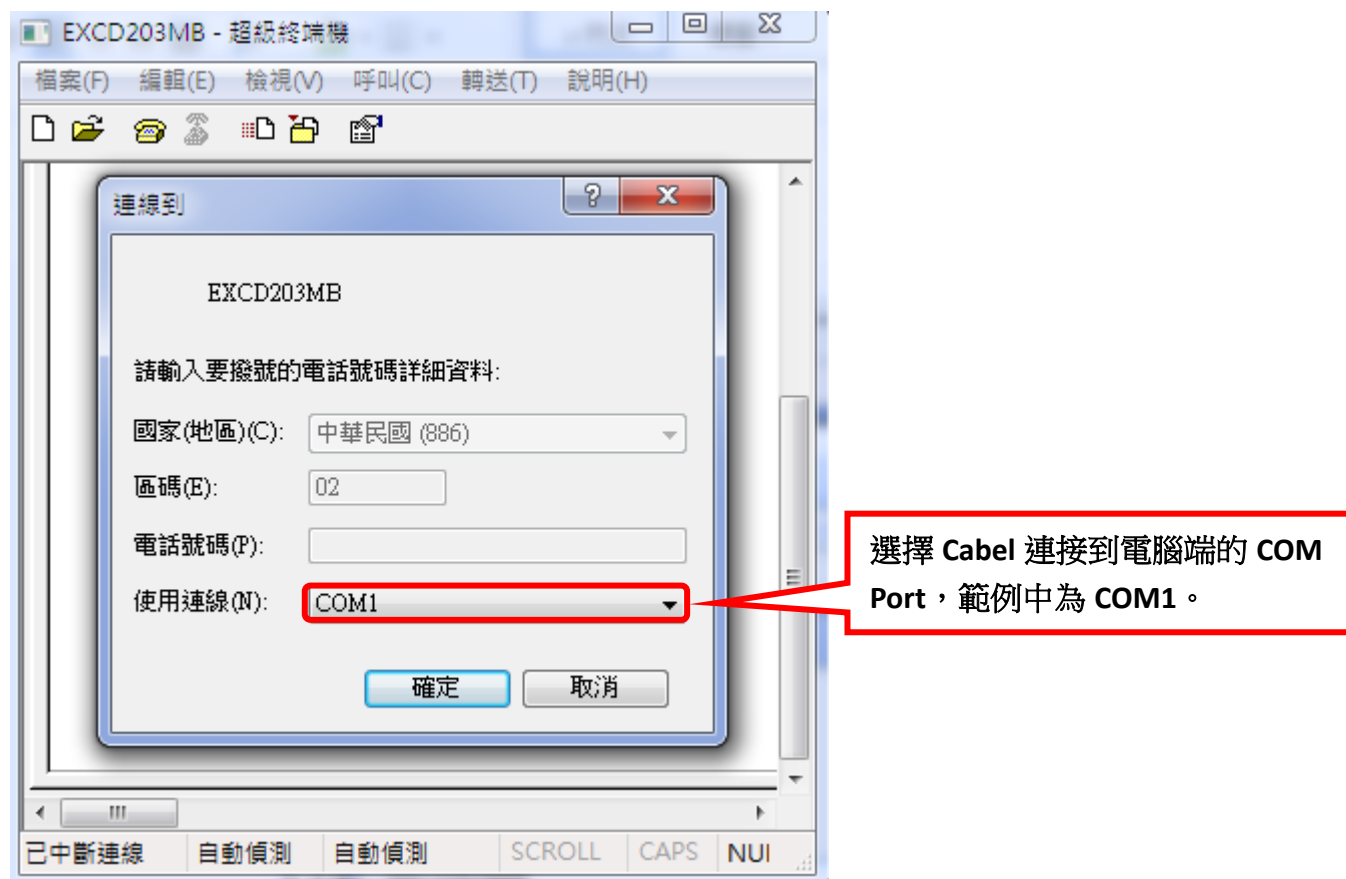 EXCD203MB - 超級終端機
檔案(F) 編輯(E) 檢視(V) 呼叫(C) 轉送(T) 說明(H)
連線到
EXCD203MB
請輸入要撥號的電話號碼詳細資料:
國家(地區)(C): 中華民國 (886)
區碼(E): 02
電話號碼(P):
使用連線(N): COM1
選擇 Cabel 連接到電腦端的 COM
Port，範例中為 COM1。
確定 取消
已中斷連線 自動偵測 自動偵測 SCROLL CAPS NUI